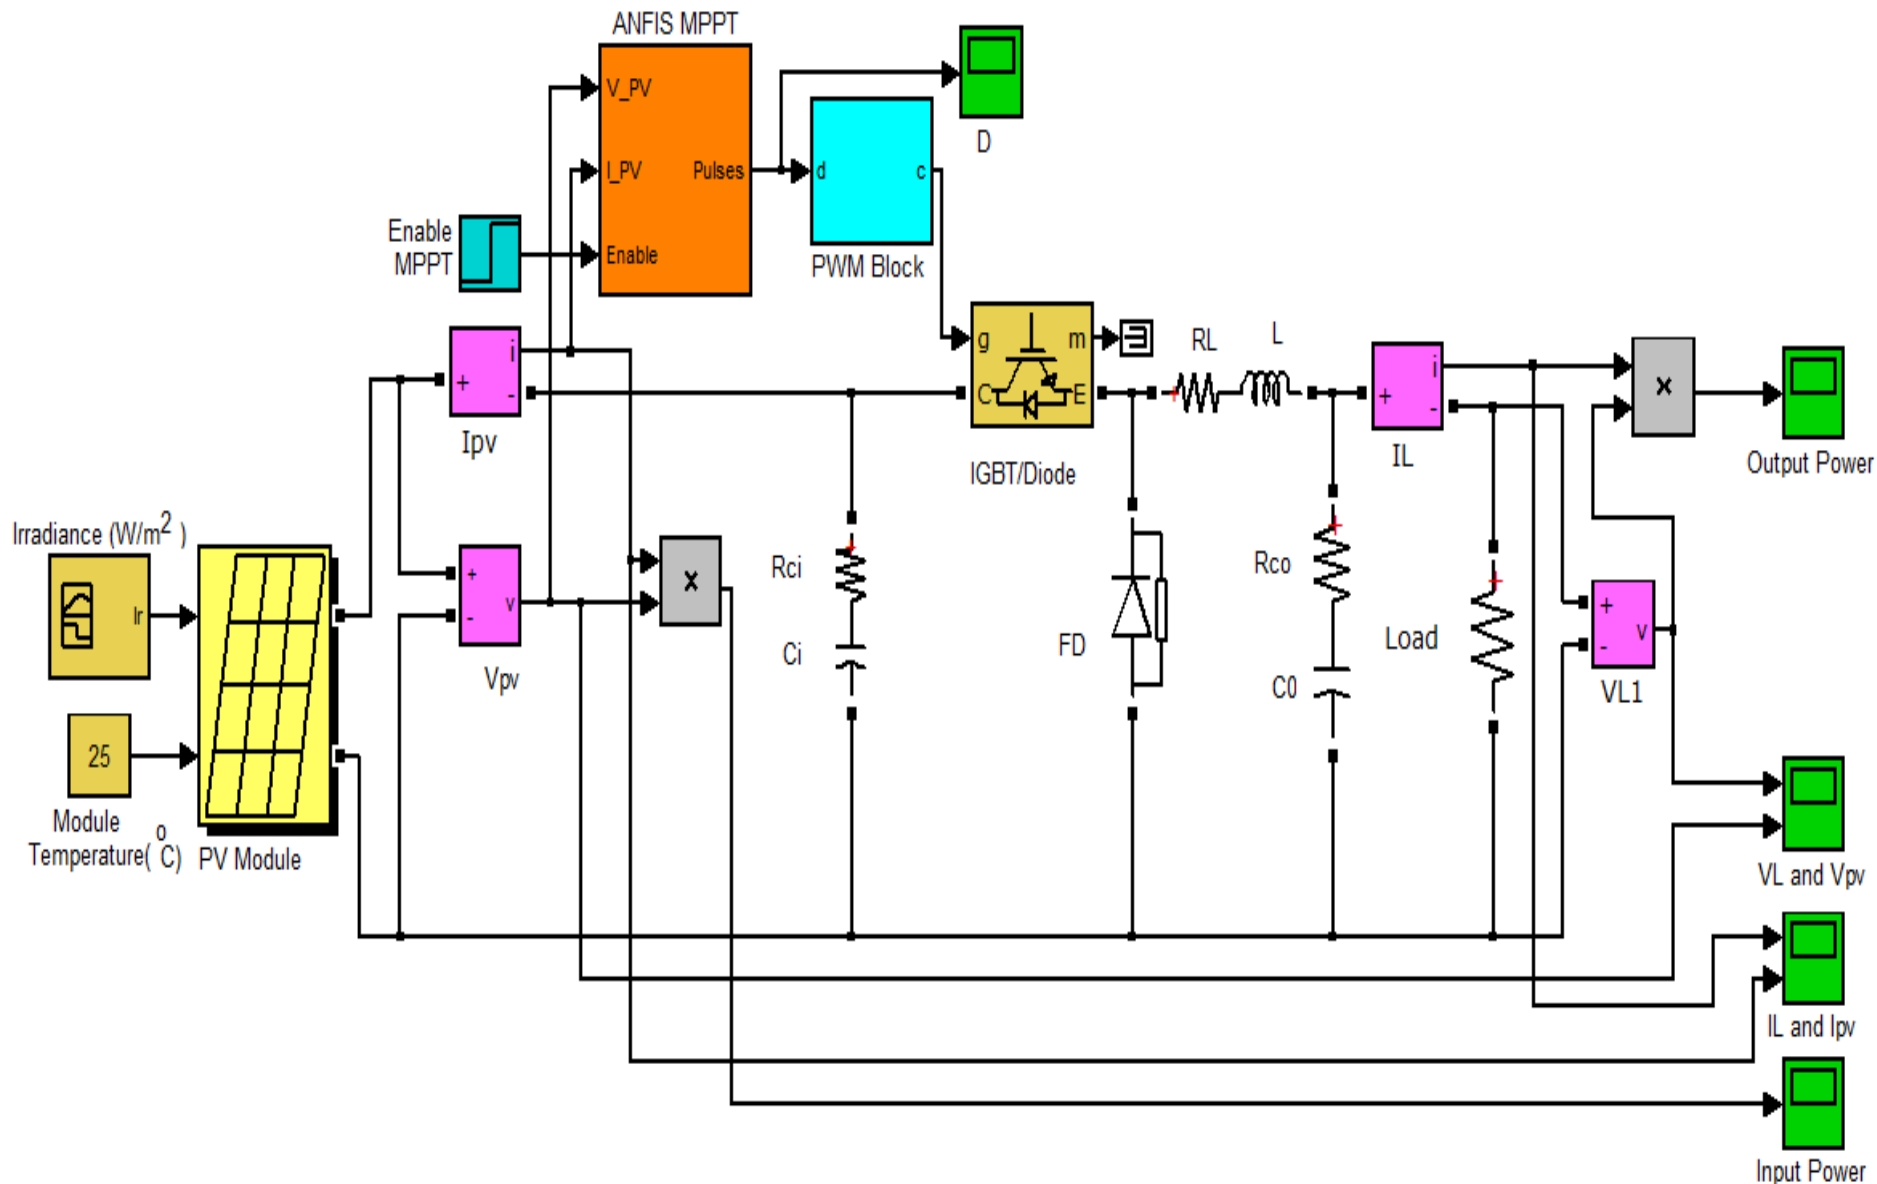 ANFIS MPPT
V_PV
I_PV
Pulses
Enable
D
d
c
PWM Block
Enable
MPPT
i
+
-
Ipv
g
m
C
E
IGBT/Diode
RL
L
i
+
-
IL
×
Output Power
Irradiance (W/m2 )
Ir
25
Module
Temperature( oC)
PV Module
+
-
v
Vpv
×
Rci
Ci
FD
Rco
C0
Load
+
-
v
VL1
VL and Vpv
IL and Ipv
Input Power